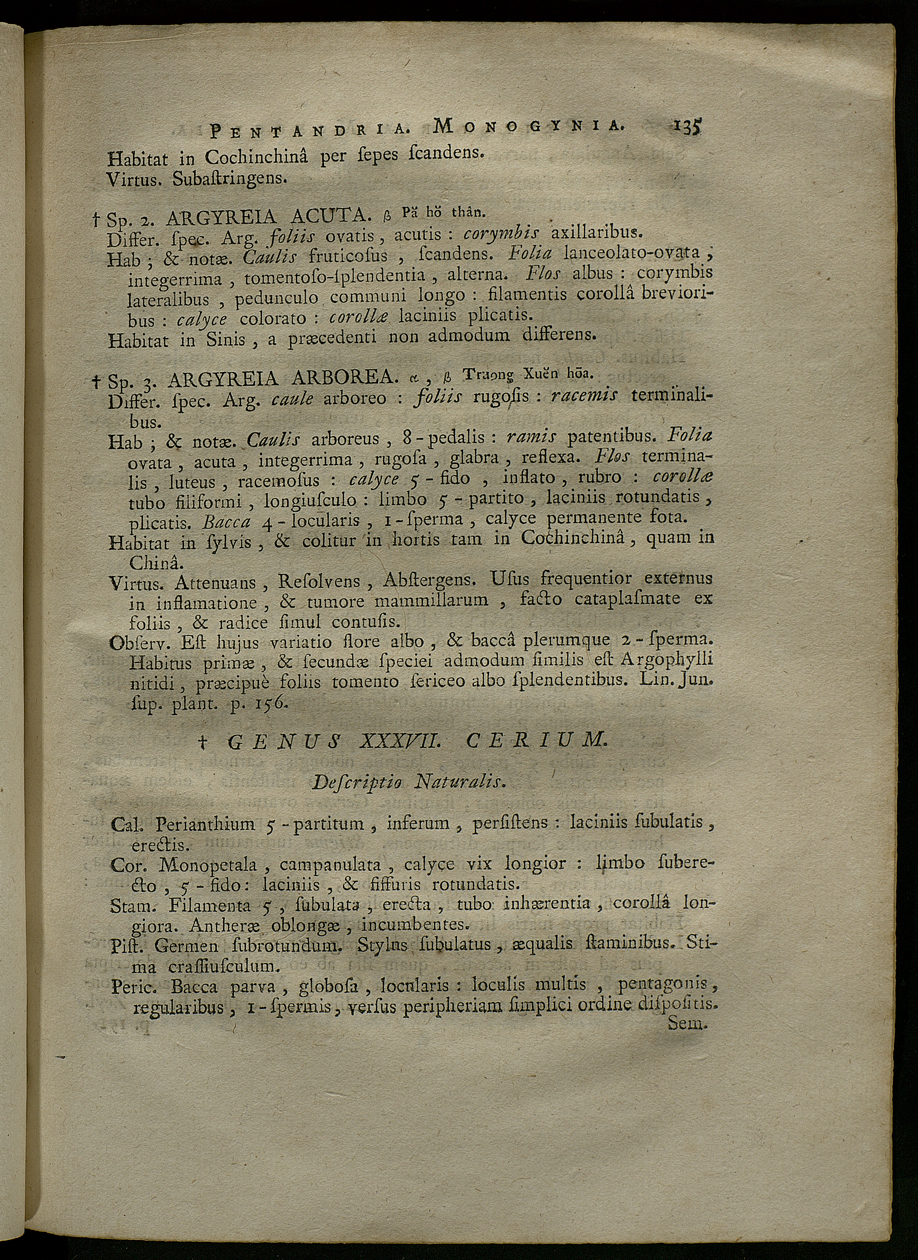 PENTANDRIA. MONOGYNIA. 135
Habitat in Cochinchinâ per ſepes ſcandens.
Virtus. Subaſtringens.
† Sp. 2. ARGYREIA ACUTA. β Pă hŏ thân.
Differ. ſpec. Arg. foliis ovatis, acutis : corymbis axillaribus.
Hab ; & notæ. Caulis fruticoſus , ſcandens. Folia lanceolato-ovata ,
integerrima , tomentoſo-ſplendentia , alterna. Flos albus : corymbis
lateralibus , pedunculo communi longo : filamentis corollâ breviori-
bus : calyce colorato : corollæ laciniis plicatis.
Habitat in Sinis , a præcedenti non admodum differens.
† Sp. 3. ARGYREIA ARBOREA. α , β Traong Xuĕn hōa.
Differ. ſpec. Arg. caule arboreo : foliis rugoſis : racemis terminali-
bus.
Hab ; & notæ. Caulis arboreus , 8 - pedalis : ramis patentibus. Folia
ovata , acuta , integerrima , rugoſa , glabra , reflexa. Flos termina-
lis , luteus , racemoſus : calyce 5 - fido , inflato , rubro : corollæ
tubo filiformi , longiuſculo : limbo 5 - partito , laciniis rotundatis ,
plicatis. Bacca 4 - locularis , 1 - ſperma , calyce permanente fota.
Habitat in ſylvis , & colitur in hortis tam in Cochinchinâ , quam in
Chinâ.
Virtus. Attenuans , Reſolvens , Abſtergens. Uſus frequentior externus
in inflamatione , & tumore mammillarum , facto cataplaſmate ex
foliis , & radice ſimul contuſis.
Obſerv. Eſt hujus variatio flore albo , & baccâ plerumque 2 - ſperma.
Habitus primæ , & ſecundæ ſpeciei admodum ſimilis eſt Argophylli
nitidi , præcipuè foliis tomento ſericeo albo ſplendentibus. Lin. Jun.
ſup. plant. p. 156.
† GENUS XXXVII. CERIUM.
Deſcriptio Naturalis.
Cal. Perianthium 5 - partitum , inferum , perſiſtens : laciniis ſubulatis ,
erectis.
Cor. Monopetala , campanulata , calyce vix longior : limbo ſubere-
cto , 5 - fido : laciniis , & fiſſuris rotundatis.
Stam. Filamenta 5 , ſubulata , erecta , tubo inhærentia , corollâ lon-
giora. Antheræ oblongæ , incumbentes.
Piſt. Germen ſubrotundum. Stylus ſubulatus , æqualis ſtaminibus. Sti-
ma craſſiuſculum.
Peric. Bacca parva , globoſa , locularis : loculis multis , pentagonis ,
regularibus , 1 - ſpermis , verſus peripheriam ſimplici ordine diſpoſitis.
Sem.